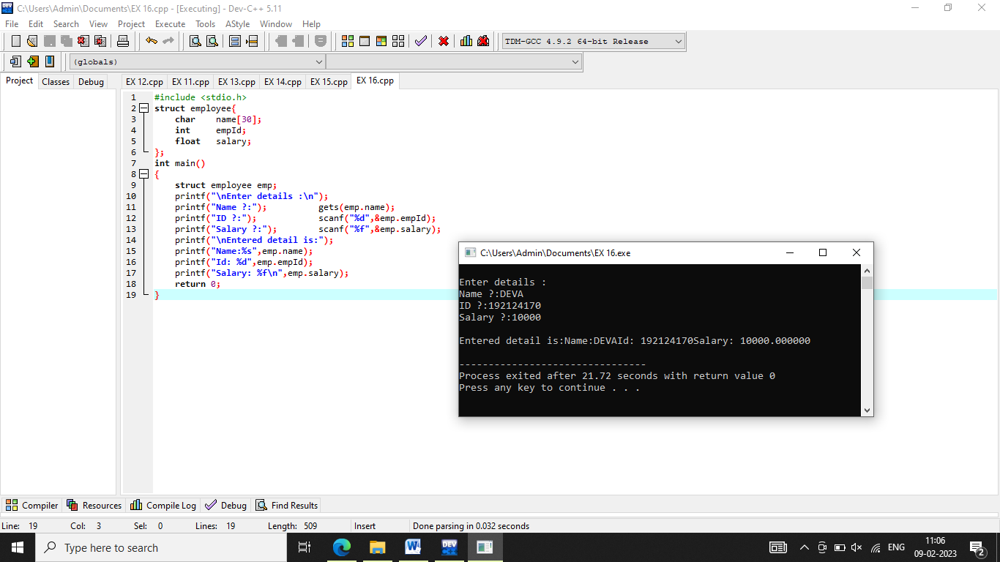 C:\Users\Admin\Documents\EX 16.cpp - [Executing] - Dev-C++ 5.11
File Edit Search View Project Execute Tools AStyle Window Help
TDM-GCC 4.9.2 64-bit Release
(globals)
Project Classes Debug
EX 12.cpp EX 11.cpp EX 13.cpp EX 14.cpp EX 15.cpp EX 16.cpp
1 #include <stdio.h>
2 struct employee{
3 char name[30];
4 int empId;
5 float salary;
6 };
7 int main()
8 {
9 struct employee emp;
10 printf("\nEnter details :\n");
11 printf("Name ?:"); gets(emp.name);
12 printf("ID ?:"); scanf("%d",&emp.empId);
13 printf("Salary ?:"); scanf("%f",&emp.salary);
14 printf("\nEntered detail is:");
15 printf("Name:%s",emp.name);
16 printf("Id: %d",emp.empId);
17 printf("Salary: %f\n",emp.salary);
18 return 0;
19 }
C:\Users\Admin\Documents\EX 16.exe
Enter details :
Name ?:DEVA
ID ?:192124170
Salary ?:10000
Entered detail is:Name:DEVAId: 192124170Salary: 10000.000000
--------------------------------
Process exited after 21.72 seconds with return value 0
Press any key to continue . . .
Compiler Resources Compile Log Debug Find Results
Line: 19 Col: 3 Sel: 0 Lines: 19 Length: 509 Insert Done parsing in 0.032 seconds
Type here to search
DEV
ENG
11:06
09-02-2023
2